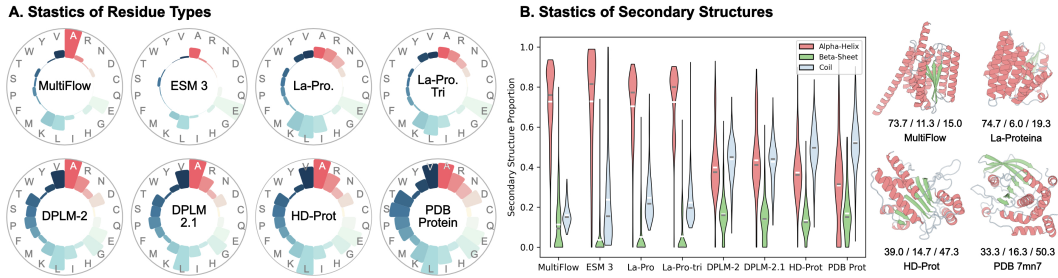 A. Stastics of Residue Types
B. Stastics of Secondary Structures
A R N D C Q E G H I L K M F P S T W Y V
MultiFlow
A R N D C Q E G H I L K M F P S T W Y V
ESM 3
A R N D C Q E G H I L K M F P S T W Y V
La-Pro.
A R N D C Q E G H I L K M F P S T W Y V
La-Pro.
Tri
A R N D C Q E G H I L K M F P S T W Y V
DPLM-2
A R N D C Q E G H I L K M F P S T W Y V
DPLM
2.1
A R N D C Q E G H I L K M F P S T W Y V
HD-Prot
A R N D C Q E G H I L K M F P S T W Y V
PDB
Protein
Secondary Structure Proportion
1.0
0.8
0.6
0.4
0.2
0.0
Alpha-Helix
Beta-Sheet
Coil
MultiFlow ESM 3 La-Pro La-Pro-tri DPLM-2 DPLM-2.1 HD-Prot PDB Prot
73.7 / 11.3 / 15.0
MultiFlow
74.7 / 6.0 / 19.3
La-Proteina
39.0 / 14.7 / 47.3
HD-Prot
33.3 / 16.3 / 50.3
PDB 7mn7